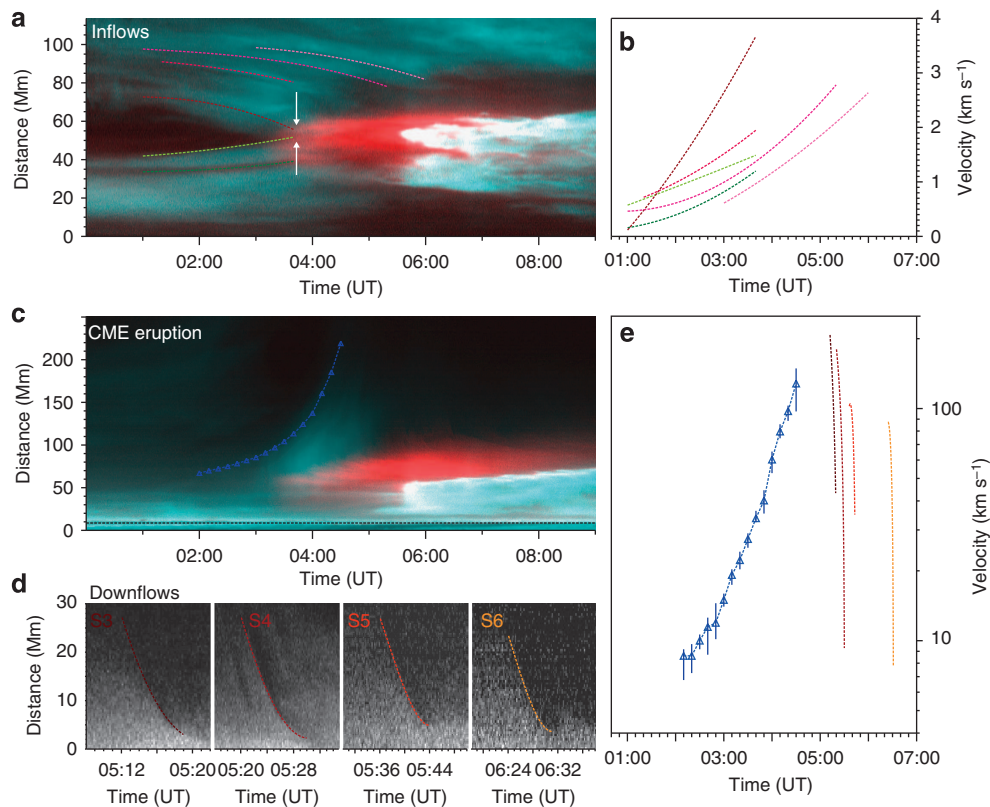 a
Inflows
Distance (Mm)
100
80
60
40
20
0
02:00 04:00 06:00 08:00
Time (UT)
b
4
3
2
1
0
Velocity (km s⁻¹)
01:00 03:00 05:00 07:00
Time (UT)
c
CME eruption
Distance (Mm)
200
150
100
50
0
02:00 04:00 06:00 08:00
Time (UT)
d
Downflows
Distance (Mm)
30
20
10
0
S3 S4 S5 S6
05:12 05:20 05:20 05:28 05:36 05:44 06:24 06:32
Time (UT) Time (UT) Time (UT) Time (UT)
e
100
10
Velocity (km s⁻¹)
01:00 03:00 05:00 07:00
Time (UT)